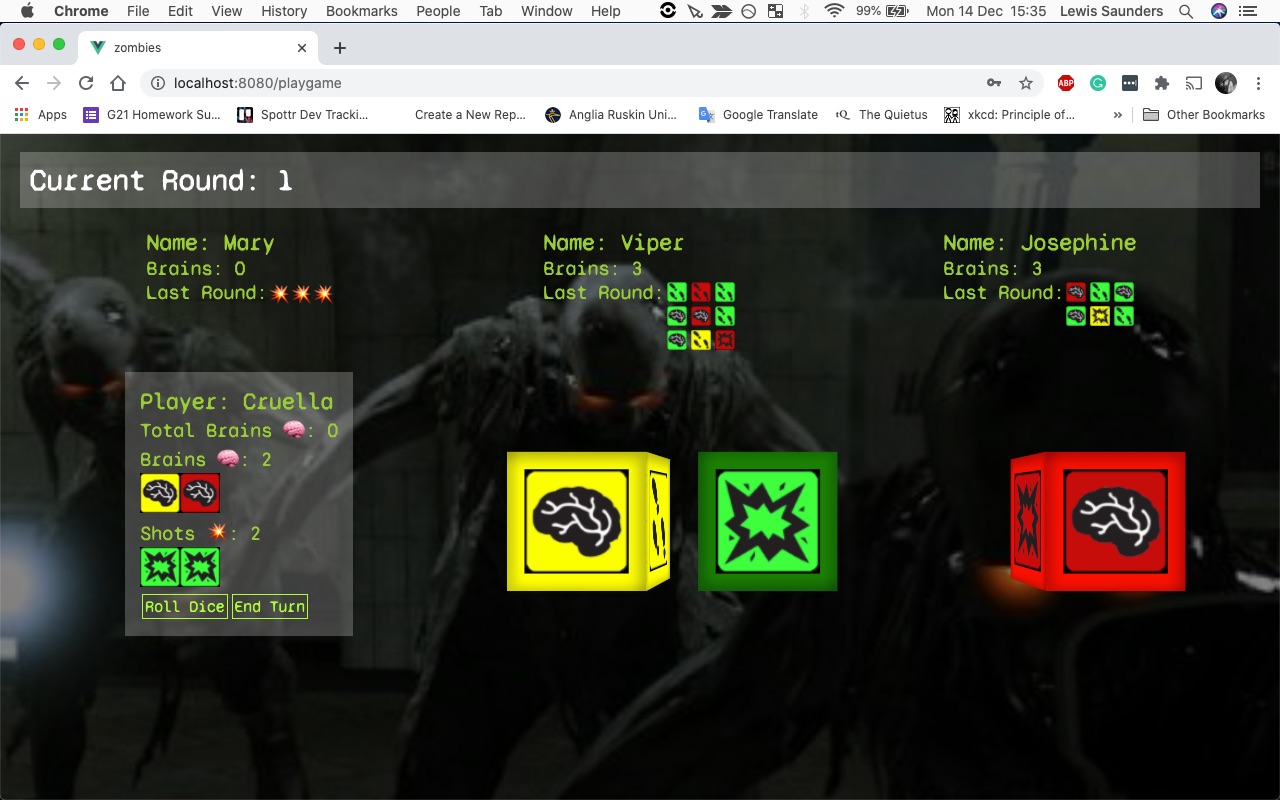 Chrome File Edit View History Bookmarks People Tab Window Help 99% Mon 14 Dec 15:35 Lewis Saunders
zombies
localhost:8080/playgame
ABP
Apps G21 Homework Su... Spottr Dev Tracki... Create a New Rep... Anglia Ruskin Uni... Google Translate tQ The Quietus xkcd: Principle of... » Other Bookmarks
Current Round: 1
Name: Mary
Brains: 0
Last Round:💥💥💥
Name: Viper
Brains: 3
Last Round:
Name: Josephine
Brains: 3
Last Round:
Player: Cruella
Total Brains 🧠: 0
Brains 🧠: 2
Shots 💥: 2
Roll Dice End Turn